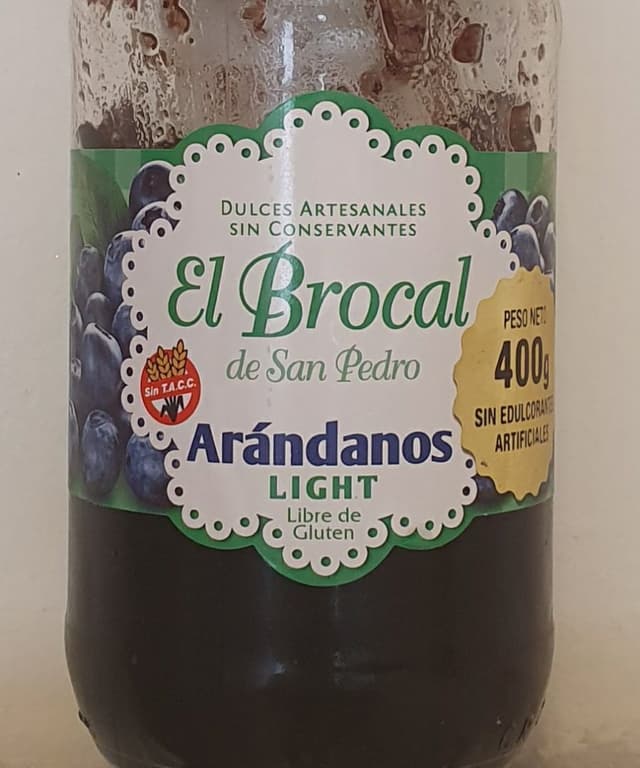 DULCES ARTESANALES
SIN CONSERVANTES
El Brocal
de San Pedro
Sin T.A.C.C.
Arándanos
LIGHT
Libre de
Gluten
PESO NETO
400g
SIN EDULCORANTES
ARTIFICIALES